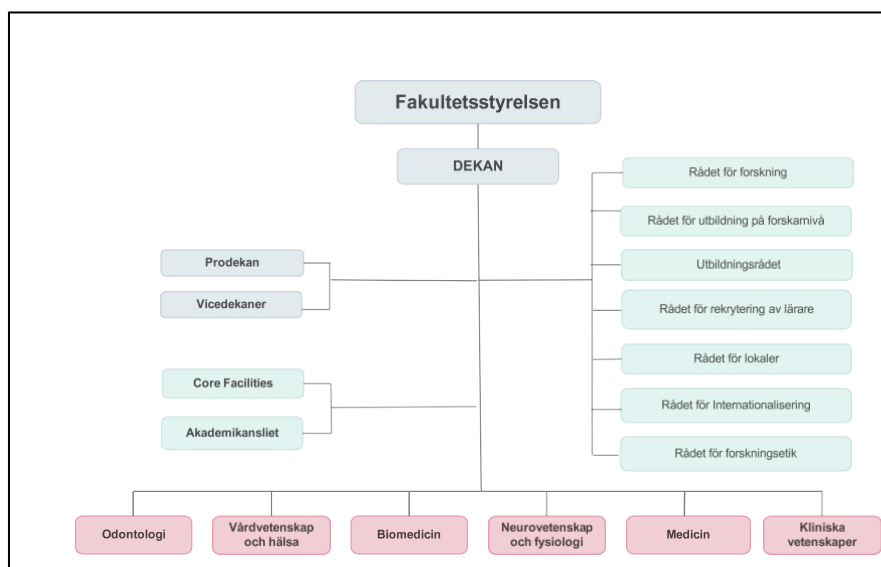 Fakultetsstyrelsen
DEKAN
Prodekan
Vicedekaner
Core Facilities
Akademikansliet
Rådet för forskning
Rådet för utbildning på forskarnivå
Utbildningsrådet
Rådet för rekrytering av lärare
Rådet för lokaler
Rådet för Internationalisering
Rådet för forskningsetik
Odontologi
Vårdvetenskap
och hälsa
Biomedicin
Neurovetenskap
och fysiologi
Medicin
Kliniska
vetenskaper